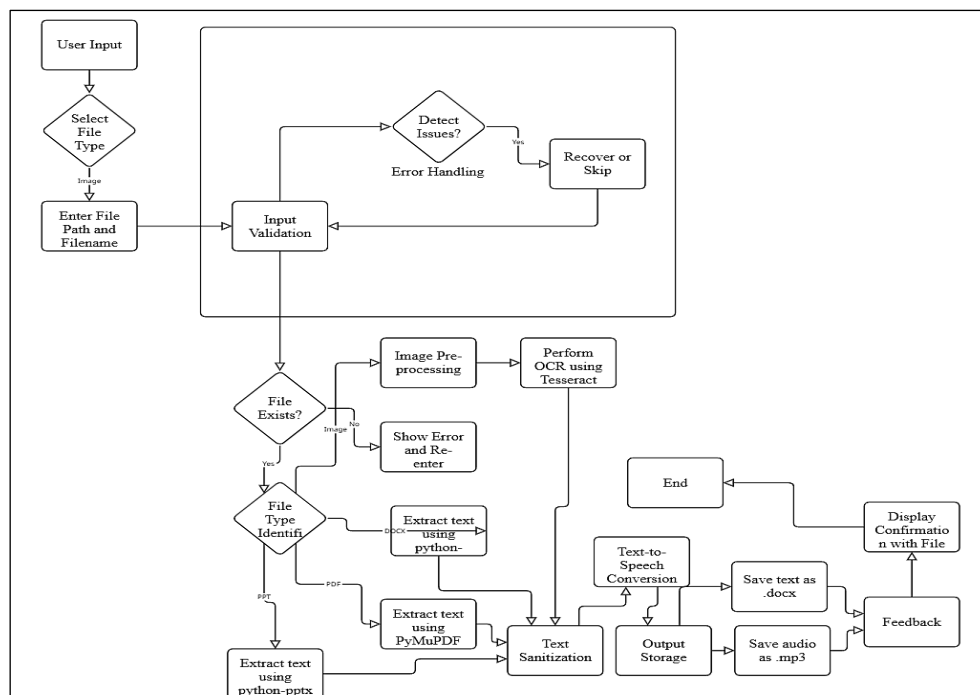 User Input
Select
File
Type
Image
Enter File
Path and
Filename
Detect
Issues?
Yes
Error Handling
Recover or
Skip
Input
Validation
Image Pre-
processing
Perform
OCR using
Tesseract
File
Exists?
No
Image
Show Error
and Re-
enter
Yes
File
Type
Identifi
DOCX
Extract text
using
python-
PDF
PPT
Extract text
using
PyMuPDF
Extract text
using
python-pptx
Text
Sanitization
Text-to-
Speech
Conversion
Output
Storage
Save text as
.docx
Save audio
as .mp3
Feedback
Display
Confirmatio
n with File
End